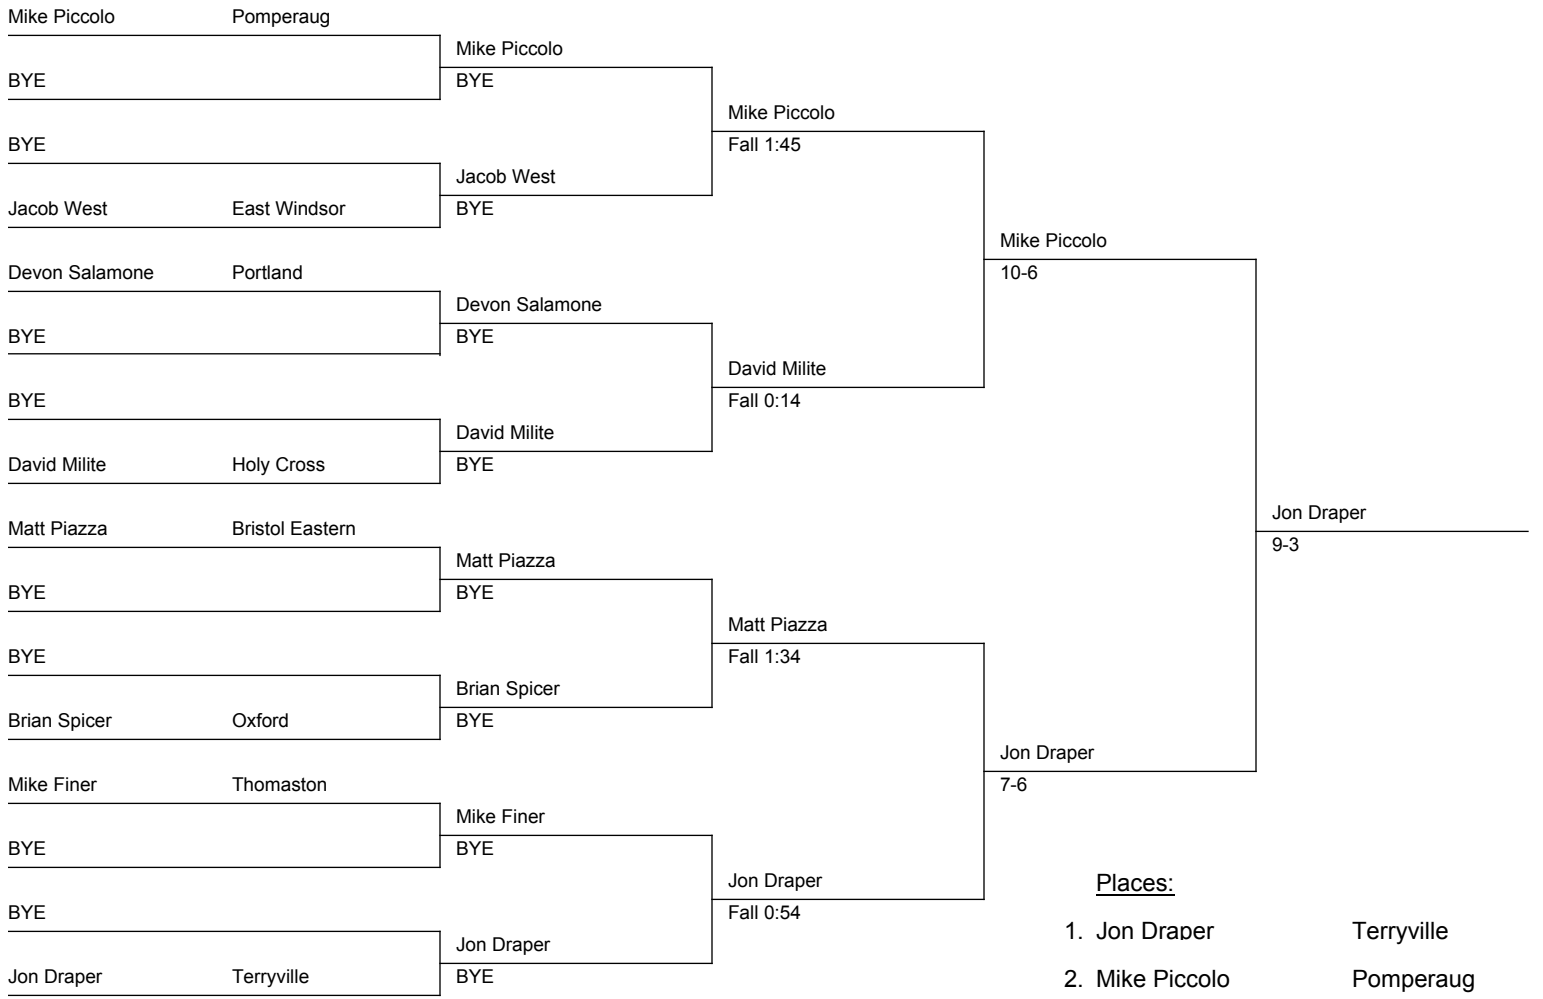 Mike Piccolo Pomperaug
Mike Piccolo
BYE
BYE
Mike Piccolo
BYE
Fall 1:45
Jacob West
Jacob West East Windsor
BYE
Mike Piccolo
Devon Salamone Portland
10-6
Devon Salamone
BYE
BYE
David Milite
BYE
Fall 0:14
David Milite
David Milite Holy Cross
BYE
Jon Draper
Matt Piazza Bristol Eastern
9-3
Matt Piazza
BYE
BYE
Matt Piazza
BYE
Fall 1:34
Brian Spicer
Brian Spicer Oxford
BYE
Jon Draper
Mike Finer Thomaston
7-6
Mike Finer
BYE
BYE
Jon Draper
Places:
BYE
Fall 0:54
1. Jon Draper Terryville
Jon Draper
Jon Draper Terryville
BYE
2. Mike Piccolo Pomperaug